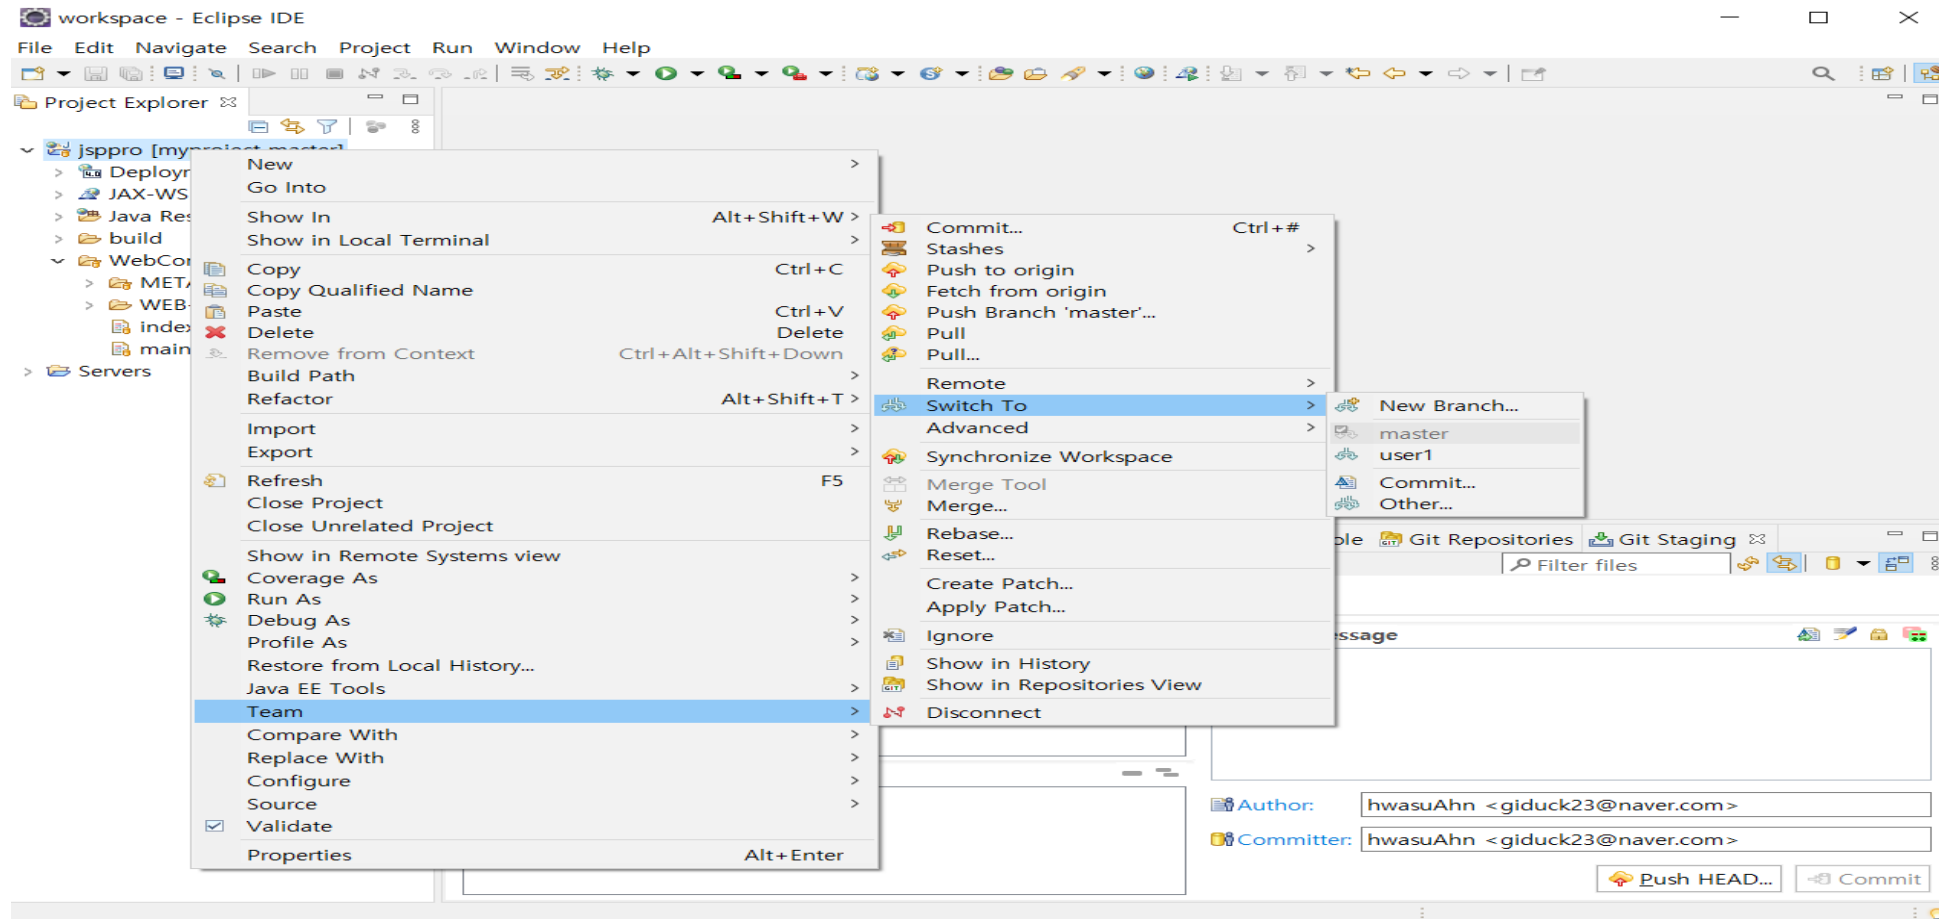 workspace - Eclipse IDE
File Edit Navigate Search Project Run Window Help
Project Explorer
jsppro [myproject master]
JAX-WS
build
Servers
New
Go Into
Show In Alt+Shift+W
Show in Local Terminal
Copy Ctrl+C
Copy Qualified Name
Paste Ctrl+V
Delete Delete
Remove from Context Ctrl+Alt+Shift+Down
Build Path
Refactor Alt+Shift+T
Import
Export
Refresh F5
Close Project
Close Unrelated Project
Show in Remote Systems view
Coverage As
Run As
Debug As
Profile As
Restore from Local History...
Java EE Tools
Team
Compare With
Replace With
Configure
Source
Validate
Properties Alt+Enter
Commit... Ctrl+#
Stashes
Push to origin
Fetch from origin
Push Branch 'master'...
Pull
Pull...
Remote
Switch To
Advanced
Synchronize Workspace
Merge Tool
Merge...
Rebase...
Reset...
Create Patch...
Apply Patch...
Ignore
Show in History
Show in Repositories View
Disconnect
New Branch...
master
user1
Commit...
Other...
Git Repositories Git Staging
Filter files
Author: hwasuAhn <giduck23@naver.com>
Committer: hwasuAhn <giduck23@naver.com>
Push HEAD... Commit